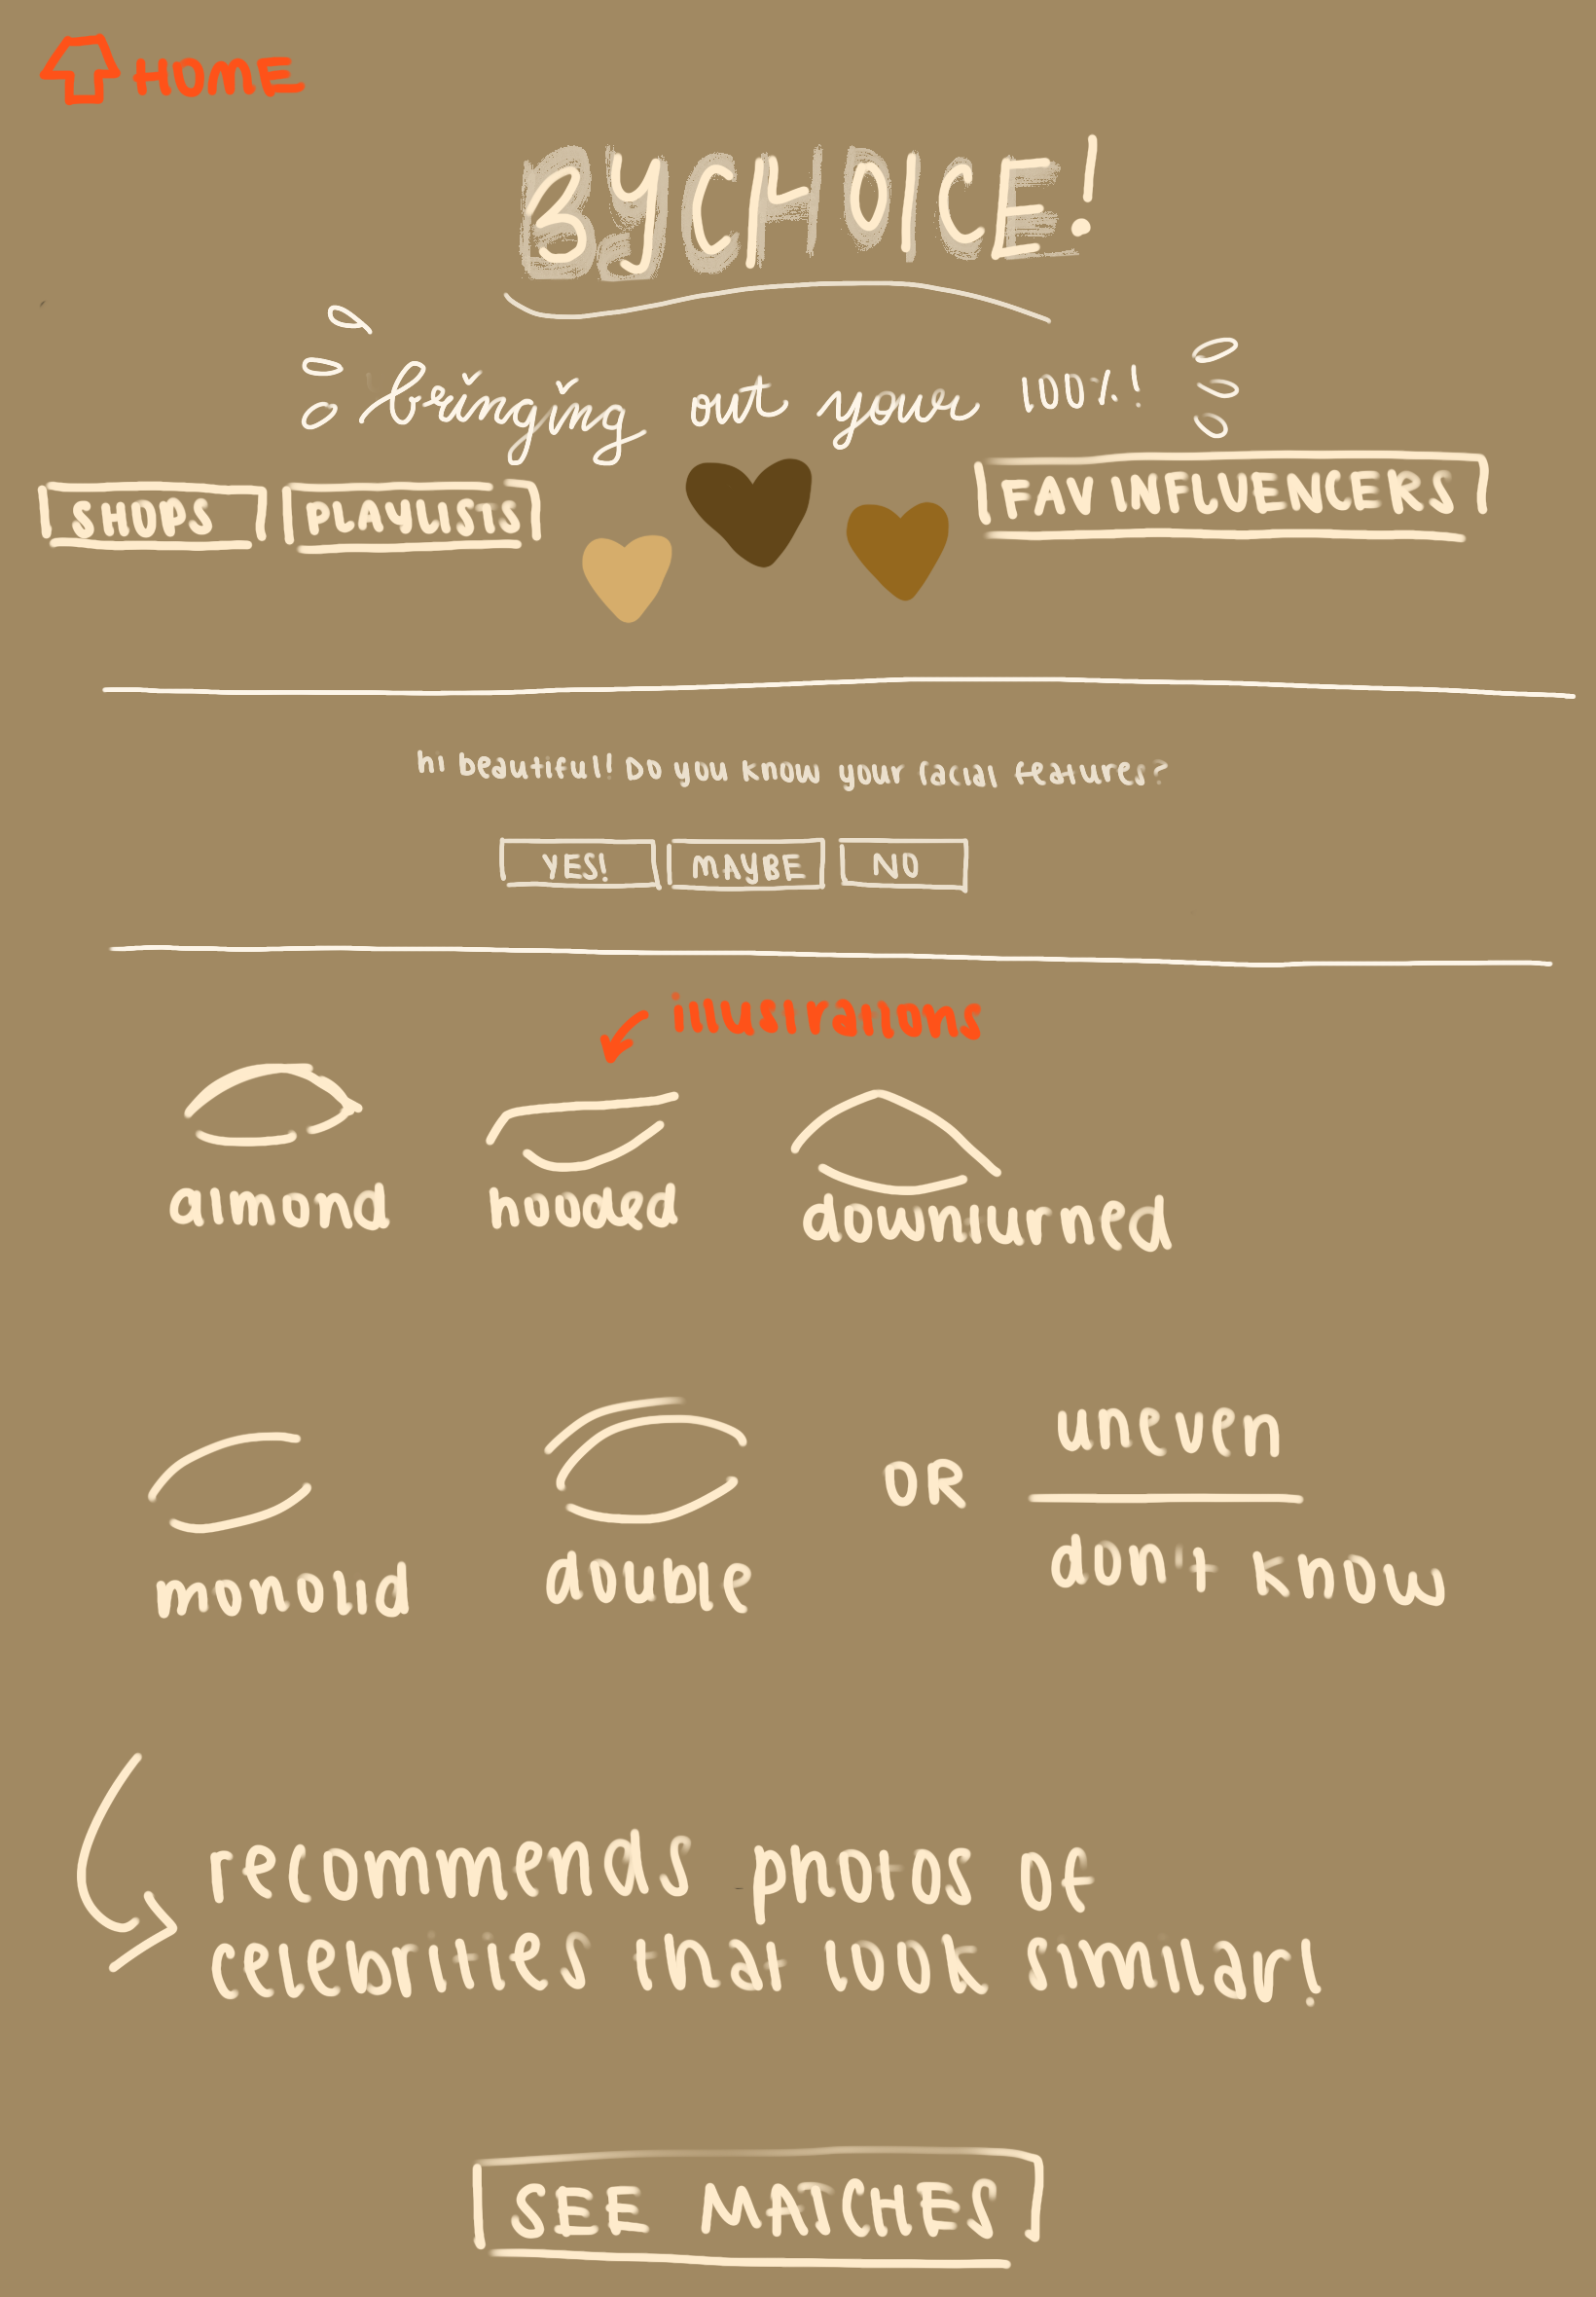 HOME
BYCHOICE!
bringing out your 100%!
SHOPS PLAYLISTS FAV INFLUENCERS
hi beautiful! Do you know your facial features?
YES! MAYBE NO
illustrations
almond hooded downturned
uneven
OR
don't know
monolid double
recommends photos of
celebrities that look similar!
SEE MATCHES